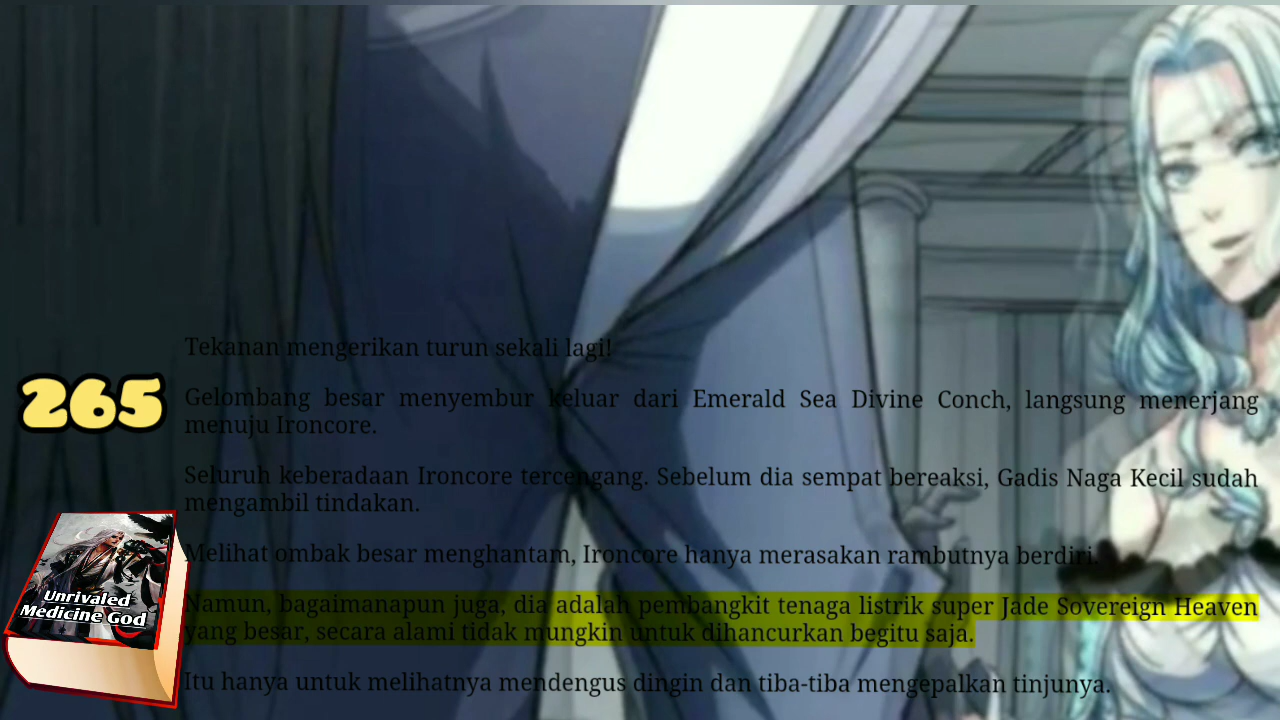 Tekanan mengerikan turun sekali lagi!
265
Gelombang besar menyembur keluar dari Emerald Sea Divine Conch, langsung menerjang
menuju Ironcore.
Seluruh keberadaan Ironcore tercengang. Sebelum dia sempat bereaksi, Gadis Naga Kecil sudah
mengambil tindakan.
Melihat ombak besar menghantam, Ironcore hanya merasakan rambutnya berdiri.
Unrivaled
Medicine God
Namun, bagaimanapun juga, dia adalah pembangkit tenaga listrik super Jade Sovereign Heaven
yang besar, secara alami tidak mungkin untuk dihancurkan begitu saja.
Itu hanya untuk melihatnya mendengus dingin dan tiba-tiba mengepalkan tinjunya.